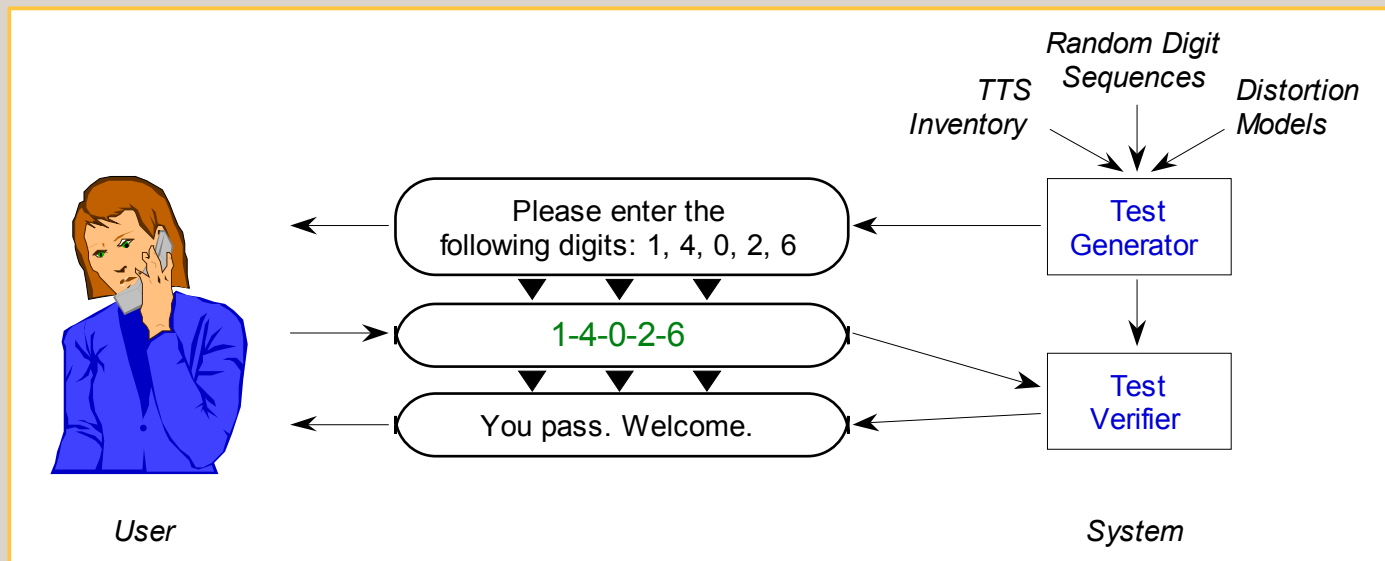 Random Digit
Sequences
TTS
Inventory
Distortion
Models
Please enter the
following digits: 1, 4, 0, 2, 6
Test
Generator
1-4-0-2-6
Test
Verifier
You pass. Welcome.
User
System